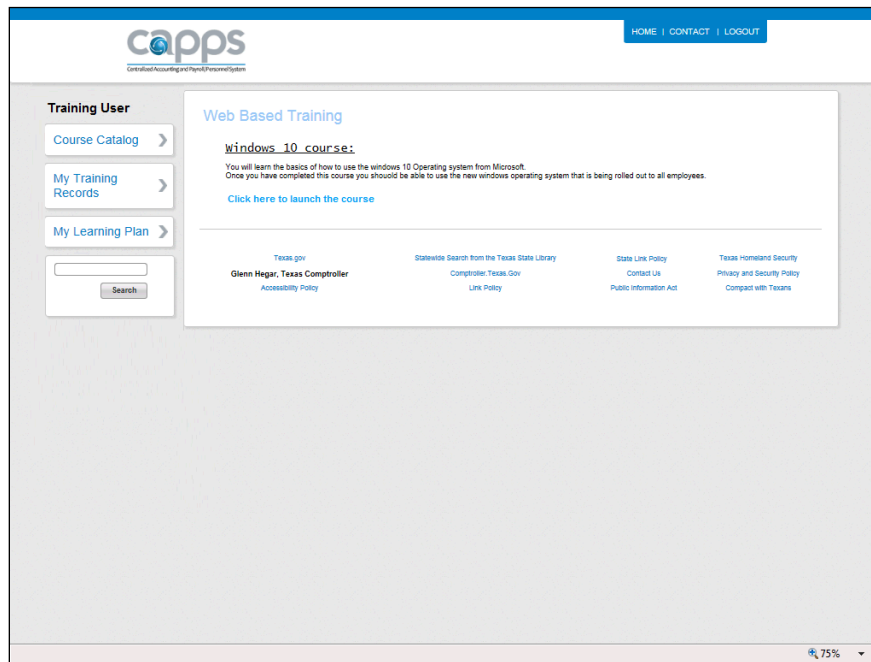 capps
Centralized Accounting and Payroll/Personnel System
HOME | CONTACT | LOGOUT
Training User
Course Catalog
My Training
Records
My Learning Plan
Search
Web Based Training
Windows 10 course:
You will learn the basics of how to use the windows 10 Operating system from Microsoft.
Once you have completed this course you shouold be able to use the new windows operating system that is being rolled out to all employees.
Click here to launch the course
Texas.gov Statewide Search from the Texas State Library State Link Policy Texas Homeland Security
Glenn Hegar, Texas Comptroller Comptroller.Texas.Gov Contact Us Privacy and Security Policy
Accessibility Policy Link Policy Public Information Act Compact with Texans
75%